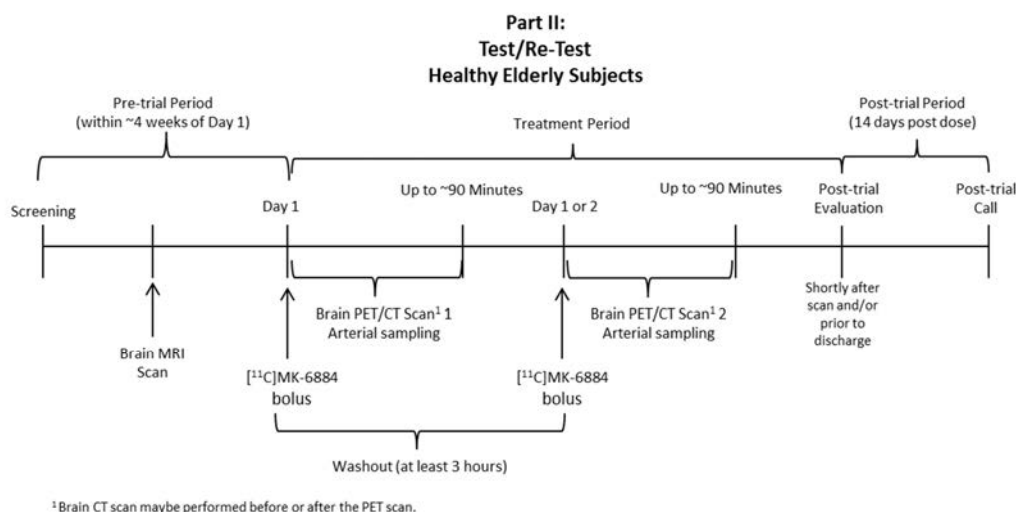 Part II:
Test/Re-Test
Healthy Elderly Subjects
Pre-trial Period
(within ~4 weeks of Day 1)
Treatment Period
Post-trial Period
(14 days post dose)
Screening
Day 1
Up to ~90 Minutes
Day 1 or 2
Up to ~90 Minutes
Post-trial
Evaluation
Post-trial
Call
Brain MRI
Scan
Brain PET/CT Scan¹ 1
Arterial sampling
Brain PET/CT Scan¹ 2
Arterial sampling
Shortly after
scan and/or
prior to
discharge
[¹¹C]MK-6884
bolus
[¹¹C]MK-6884
bolus
Washout (at least 3 hours)
¹ Brain CT scan maybe performed before or after the PET scan.